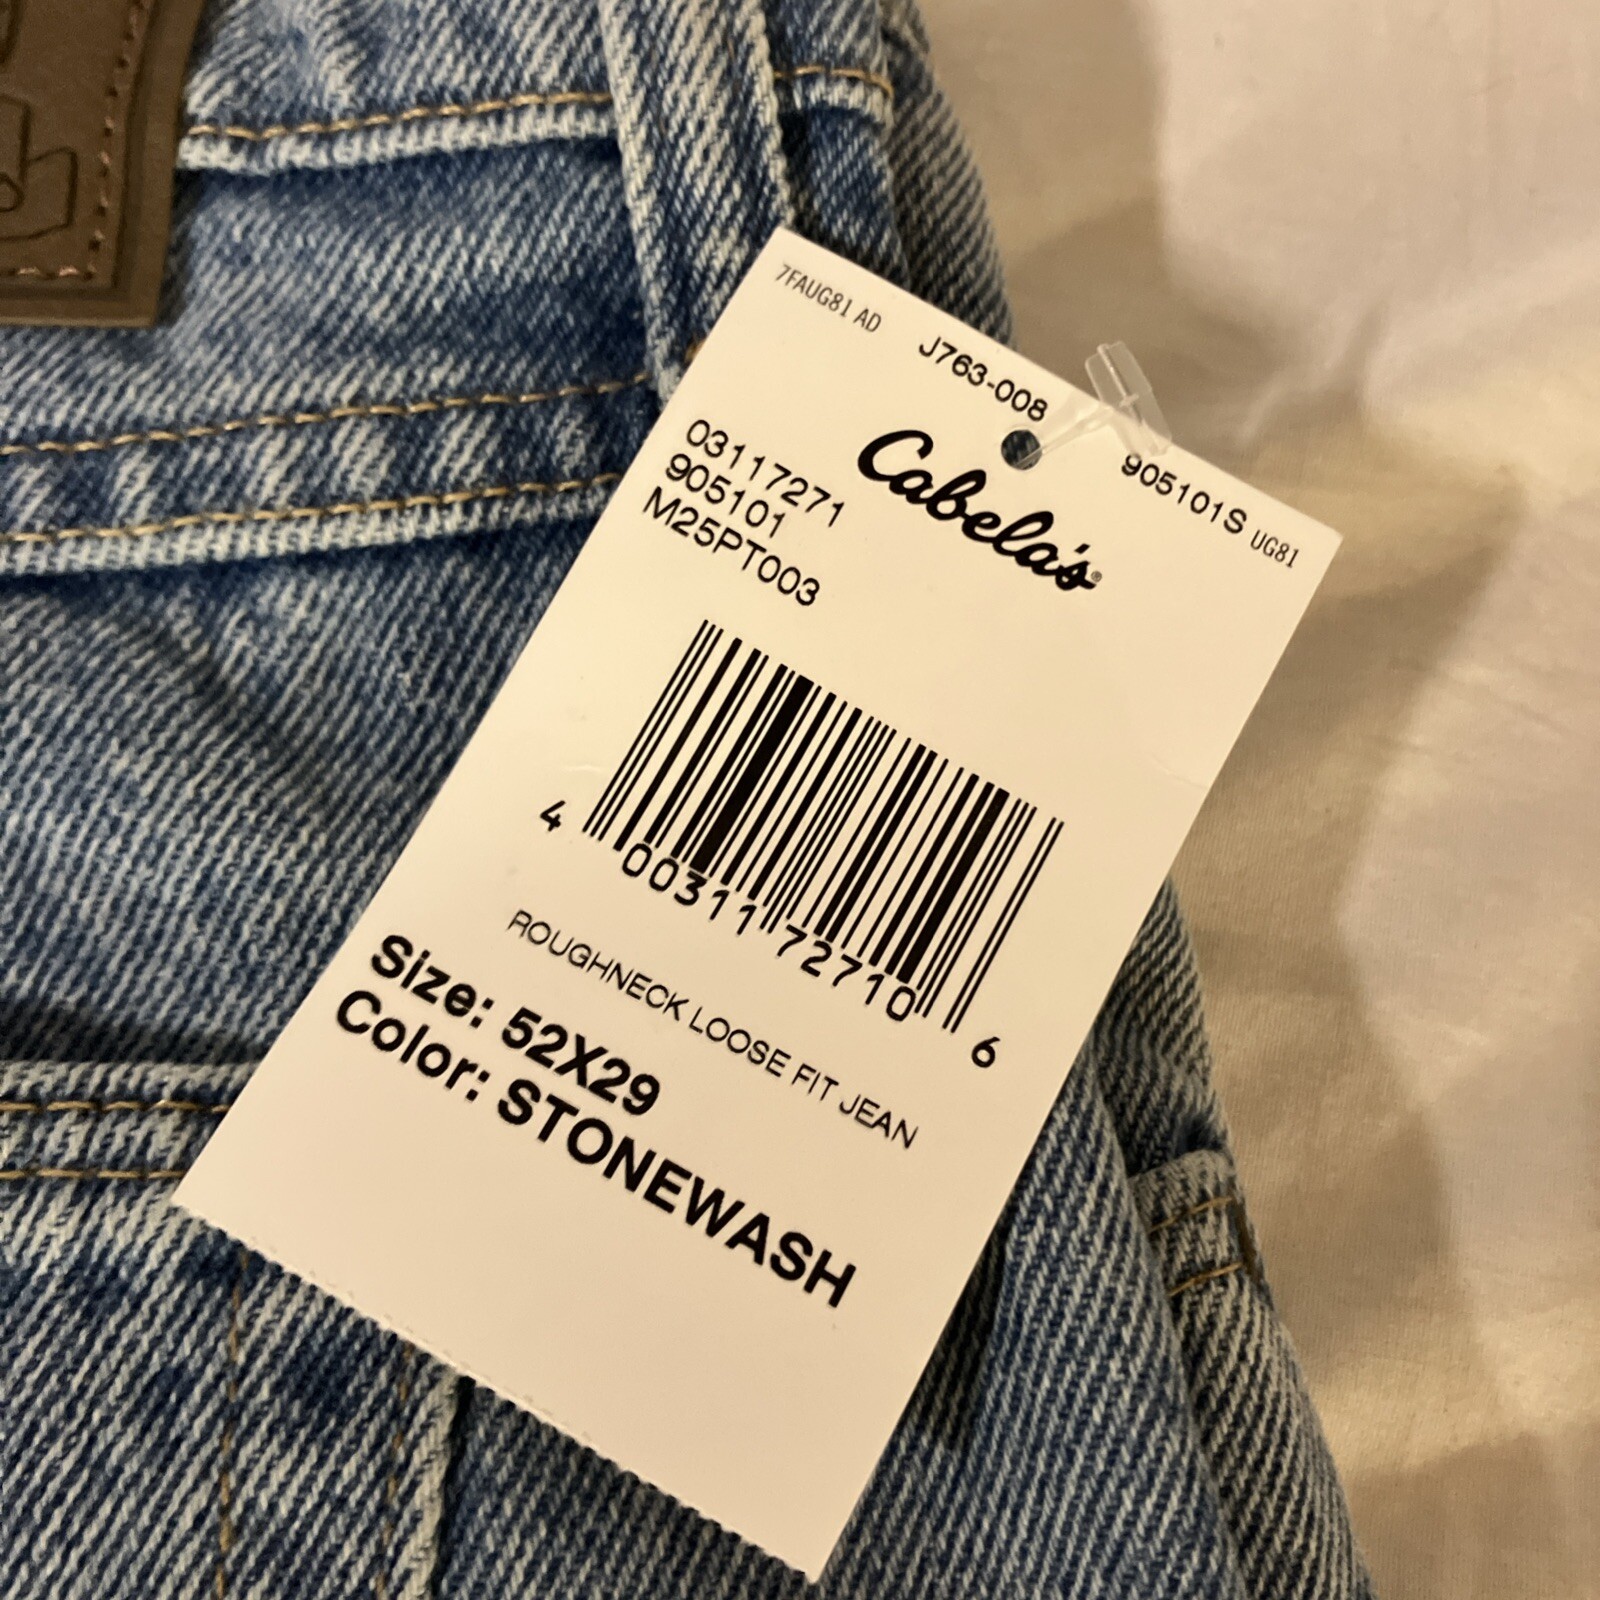 7FAUG81 AD
J763-008
905101S UG81
Cabela's®
03117271
905101
M25PT003
4 00311 72710 6
ROUGHNECK LOOSE FIT JEAN
Size: 52X29
Color: STONEWASH